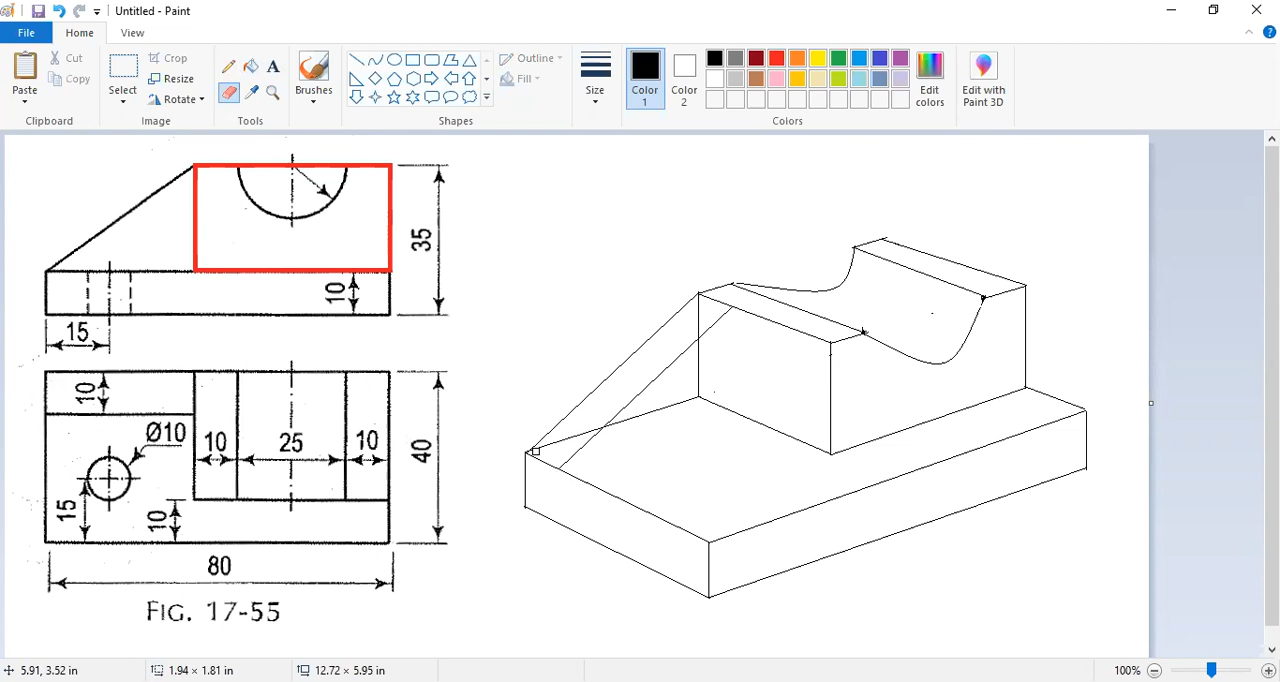 Untitled - Paint
File Home View
Paste
Cut
Copy
Clipboard
Select
Crop
Resize
Rotate
Image
A
Tools
Brushes
Shapes
Outline
Fill
Size
Color 1
Color 2
Edit colors
Edit with Paint 3D
Colors
35
10
15
10
Ø10
10
25
10
40
15
10
80
FIG. 17-55
5.91, 3.52 in
1.94 × 1.81 in
12.72 × 5.95 in
100%